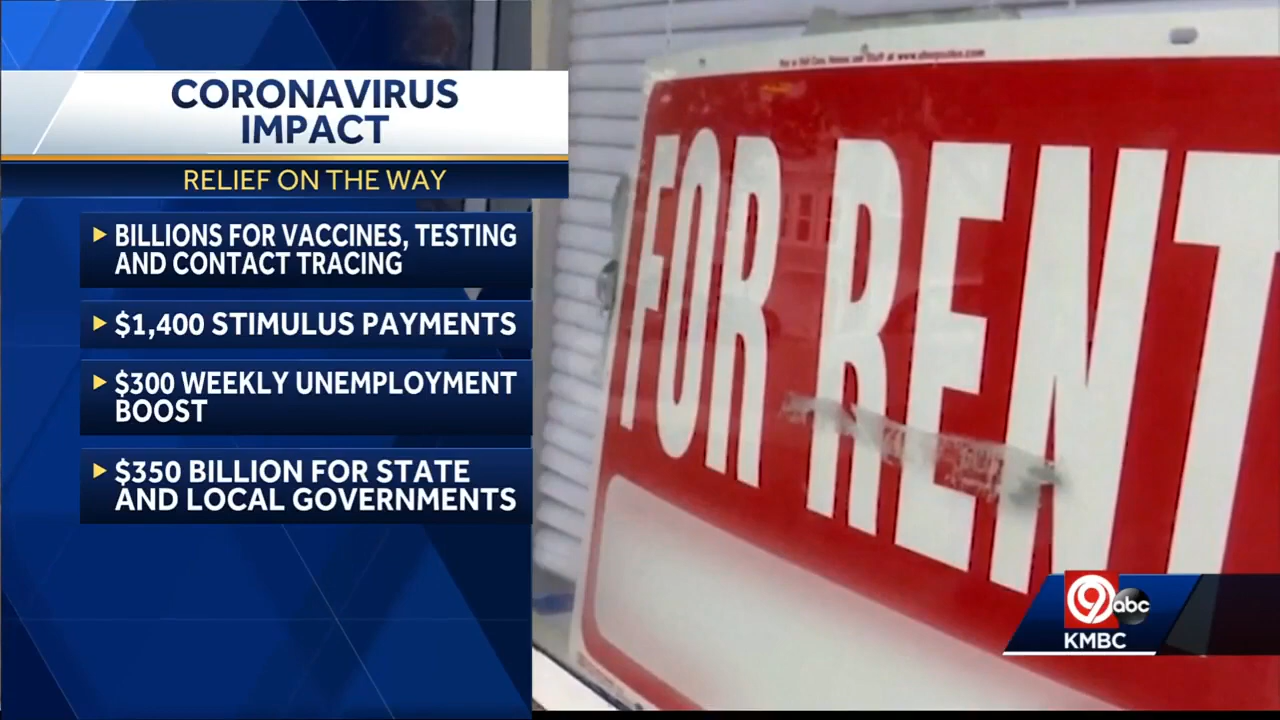 CORONAVIRUS
IMPACT
RELIEF ON THE WAY
BILLIONS FOR VACCINES, TESTING
AND CONTACT TRACING
$1,400 STIMULUS PAYMENTS
$300 WEEKLY UNEMPLOYMENT
BOOST
$350 BILLION FOR STATE
AND LOCAL GOVERNMENTS
FOR RENT
9 abc
KMBC